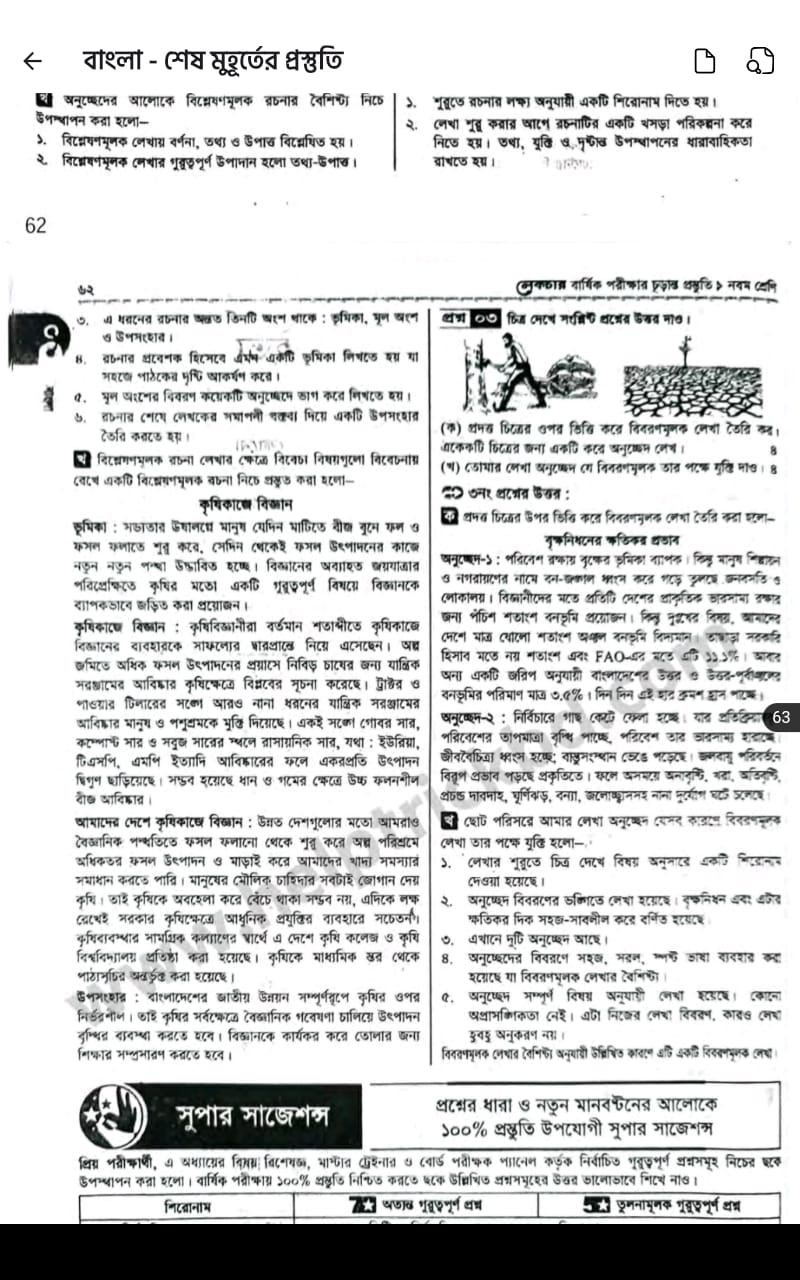 বাংলা - শেষ মুহূর্তের প্রস্তুতি
খ অনুচ্ছেদের আলোকে বিশ্লেষণমূলক রচনার বৈশিষ্ট্য নিচে
উপস্থাপন করা হলো—
১. বিশ্লেষণমূলক লেখায় বর্ণনা, তথ্য ও উপাত্ত বিশ্লেষিত হয়।
২. বিশ্লেষণমূলক লেখার গুরুত্বপূর্ণ উপাদান হলো তথ্য-উপাত্ত।
১. শুরুতে রচনার লক্ষ্য অনুযায়ী একটি শিরোনাম দিতে হয়।
২. লেখা শুরু করার আগে রচনাটির একটি খসড়া পরিকল্পনা করে
নিতে হয়। তথ্য, যুক্তি ও দৃষ্টান্ত উপস্থাপনের ধারাবাহিকতা
রাখতে হয়।
62
৬২
লেকচার বার্ষিক পরীক্ষার চূড়ান্ত প্রস্তুতি > নবম শ্রেণি
৩. এ ধরনের রচনার অন্তত তিনটি অংশ থাকে : ভূমিকা, মূল অংশ
ও উপসংহার।
৪. রচনার প্রবেশক হিসেবে এমন একটি ভূমিকা লিখতে হয় যা
সহজে পাঠকের দৃষ্টি আকর্ষণ করে।
৫. মূল অংশের বিবরণ কয়েকটি অনুচ্ছেদে ভাগ করে লিখতে হয়।
৬. রচনার শেষে লেখকের সমাপনী বক্তব্য দিয়ে একটি উপসংহার
তৈরি করতে হয়।
খ বিশ্লেষণমূলক রচনা লেখার ক্ষেত্রে বিবেচ্য বিষয়গুলো বিবেচনায়
রেখে একটি বিশ্লেষণমূলক রচনা নিচে প্রস্তুত করা হলো—
কৃষিকাজে বিজ্ঞান
ভূমিকা : সভ্যতার উষালগ্নে মানুষ যেদিন মাটিতে বীজ বুনে ফল ও
ফসল ফলাতে শুরু করে, সেদিন থেকেই ফসল উৎপাদনের কাজে
নতুন নতুন পন্থা উদ্ভাবিত হচ্ছে। বিজ্ঞানের অব্যাহত জয়যাত্রার
পরিপ্রেক্ষিতে কৃষির মতো একটি গুরুত্বপূর্ণ বিষয়ে বিজ্ঞানকে
ব্যাপকভাবে জড়িত করা প্রয়োজন।
কৃষিকাজে বিজ্ঞান : কৃষিবিজ্ঞানীরা বর্তমান শতাব্দীতে কৃষিকাজে
বিজ্ঞানের ব্যবহারকে সাফল্যের দ্বারপ্রান্তে নিয়ে এসেছেন। অল্প
জমিতে অধিক ফসল উৎপাদনের প্রয়াসে নিবিড় চাষের জন্য যান্ত্রিক
সরঞ্জামের আবিষ্কার কৃষিক্ষেত্রে বিপ্লবের সূচনা করেছে। ট্রাক্টর ও
পাওয়ার টিলারের সঙ্গে আরও নানা ধরনের যান্ত্রিক সরঞ্জামের
আবিষ্কার মানুষ ও পশুশ্রমকে মুক্তি দিয়েছে। একই সঙ্গে গোবর সার,
কম্পোস্ট সার ও সবুজ সারের স্থলে রাসায়নিক সার, যথা : ইউরিয়া,
টিএসপি, এমপি ইত্যাদি আবিষ্কারের ফলে একরপ্রতি উৎপাদন
দ্বিগুণ ছাড়িয়েছে। সম্ভব হয়েছে ধান ও গমের ক্ষেত্রে উচ্চ ফলনশীল
বীজ আবিষ্কার।
আমাদের দেশে কৃষিকাজে বিজ্ঞান : উন্নত দেশগুলোর মতো আমরাও
বৈজ্ঞানিক পদ্ধতিতে ফসল ফলানো থেকে শুরু করে অল্প পরিশ্রমে
অধিকতর ফসল উৎপাদন ও মাড়াই করে আমাদের খাদ্য সমস্যার
সমাধান করতে পারি। মানুষের মৌলিক চাহিদার সবটাই জোগান দেয়
কৃষি। তাই কৃষিকে অবহেলা করে বেঁচে থাকা সম্ভব নয়, এদিকে লক্ষ
রেখেই সরকার কৃষিক্ষেত্রে আধুনিক প্রযুক্তির ব্যবহারে সচেতন।
কৃষিব্যবস্থার সামগ্রিক কল্যাণের স্বার্থে এ দেশে কৃষি কলেজ ও কৃষি
বিশ্ববিদ্যালয় প্রতিষ্ঠা করা হয়েছে। কৃষিকে মাধ্যমিক স্তর থেকে
পাঠ্যসূচির অন্তর্ভুক্ত করা হয়েছে।
উপসংহার : বাংলাদেশের জাতীয় উন্নয়ন সম্পূর্ণরূপে কৃষির ওপর
নির্ভরশীল। তাই কৃষির সর্বক্ষেত্রে বৈজ্ঞানিক গবেষণা চালিয়ে উৎপাদন
বৃদ্ধির ব্যবস্থা করতে হবে। বিজ্ঞানকে কার্যকর করে তোলার জন্য
শিক্ষার সম্প্রসারণ করতে হবে।
প্রশ্ন ০৩ চিত্র দেখে সংশ্লিষ্ট প্রশ্নের উত্তর দাও।
(ক) প্রদত্ত চিত্রের ওপর ভিত্তি করে বিবরণমূলক লেখা তৈরি কর।
একেকটি চিত্রের জন্য একটি করে অনুচ্ছেদ লেখ। ৪
(খ) তোমার লেখা অনুচ্ছেদ যে বিবরণমূলক তার পক্ষে যুক্তি দাও। ৪
৩নং প্রশ্নের উত্তর :
ক প্রদত্ত চিত্রের উপর ভিত্তি করে বিবরণমূলক লেখা তৈরি করা হলো—
বৃক্ষনিধনের ক্ষতিকর প্রভাব
অনুচ্ছেদ-১ : পরিবেশ রক্ষায় বৃক্ষের ভূমিকা ব্যাপক। কিন্তু মানুষ শিল্পায়ন
ও নগরায়ণের নামে বন-জঙ্গল ধ্বংস করে গড়ে তুলছে জনবসতি ও
লোকালয়। বিজ্ঞানীদের মতে প্রতিটি দেশের প্রাকৃতিক ভারসাম্য রক্ষার
জন্য পঁচিশ শতাংশ বনভূমি প্রয়োজন। কিন্তু দুঃখের বিষয়, আমাদের
দেশে মাত্র ষোলো শতাংশ অঞ্চল বনভূমি বিদ্যমান। তাছাড়া সরকারি
হিসাব মতে নয় শতাংশ এবং FAO-এর মতে এটি ১১.১%। আবার
অন্য একটি জরিপ অনুযায়ী বাংলাদেশের উত্তর ও উত্তর-পূর্বাঞ্চলের
বনভূমির পরিমাণ মাত্র ৩.৫%। দিন দিন এই হার ক্রমশ হ্রাস পাচ্ছে।
অনুচ্ছেদ-২ : নির্বিচারে গাছ কেটে ফেলা হচ্ছে। যার প্রতিক্রিয়ায়
পরিবেশের তাপমাত্রা বৃদ্ধি পাচ্ছে, পরিবেশ তার ভারসাম্য হারাচ্ছে।
জীববৈচিত্র্য ধ্বংস হচ্ছে; বাস্তুসংস্থান ভেঙে পড়েছে। জলবায়ু পরিবর্তনে
বিরূপ প্রভাব পড়ছে প্রকৃতিতে। ফলে অসময়ে অনাবৃষ্টি, খরা, অতিবৃষ্টি,
প্রচন্ড দাবদাহ, ঘূর্ণিঝড়, বন্যা, জলোচ্ছ্বাসসহ নানা দুর্যোগ ঘটে চলেছে।
খ ছোট পরিসরে আমার লেখা অনুচ্ছেদ যেসব কারণে বিবরণমূলক
লেখা তার পক্ষে যুক্তি হলো—
১. লেখার শুরুতে চিত্র দেখে বিষয় অনুসারে একটি শিরোনাম
দেওয়া হয়েছে।
২. অনুচ্ছেদ বিবরণের ভঙ্গিতে লেখা হয়েছে। বৃক্ষনিধন এবং এটার
ক্ষতিকর দিক সহজ-সাবলীল করে বর্ণিত হয়েছে।
৩. এখানে দুটি অনুচ্ছেদ আছে।
৪. অনুচ্ছেদের বিবরণে সহজ, সরল, স্পষ্ট ভাষা ব্যবহার করা
হয়েছে যা বিবরণমূলক লেখার বৈশিষ্ট্য।
৫. অনুচ্ছেদ সম্পূর্ণ বিষয় অনুযায়ী লেখা হয়েছে। কোনো
অপ্রাসঙ্গিকতা নেই। এটা নিজের লেখা বিবরণ, কারও লেখা
হুবহু অনুকরণ নয়।
বিবরণমূলক লেখার বৈশিষ্ট্য অনুযায়ী উল্লিখিত কারণে এটি একটি বিবরণমূলক লেখা।
63
সুপার সাজেশন্স
প্রশ্নের ধারা ও নতুন মানবণ্টনের আলোকে
১০০% প্রস্তুতি উপযোগী সুপার সাজেশন্স
প্রিয় পরীক্ষার্থী, এ অধ্যায়ের বিষয় বিশেষজ্ঞ, মাস্টার ট্রেইনার ও বোর্ড পরীক্ষক প্যানেল কর্তৃক নির্বাচিত গুরুত্বপূর্ণ প্রশ্নসমূহ নিচের ছকে
উপস্থাপন করা হলো। বার্ষিক পরীক্ষায় ১০০% প্রস্তুতি নিশ্চিত করতে ছকে উল্লিখিত প্রশ্নসমূহের উত্তর ভালোভাবে শিখে নাও।
শিরোনাম
7★ অত্যন্ত গুরুত্বপূর্ণ প্রশ্ন
5★ তুলনামূলক গুরুত্বপূর্ণ প্রশ্ন